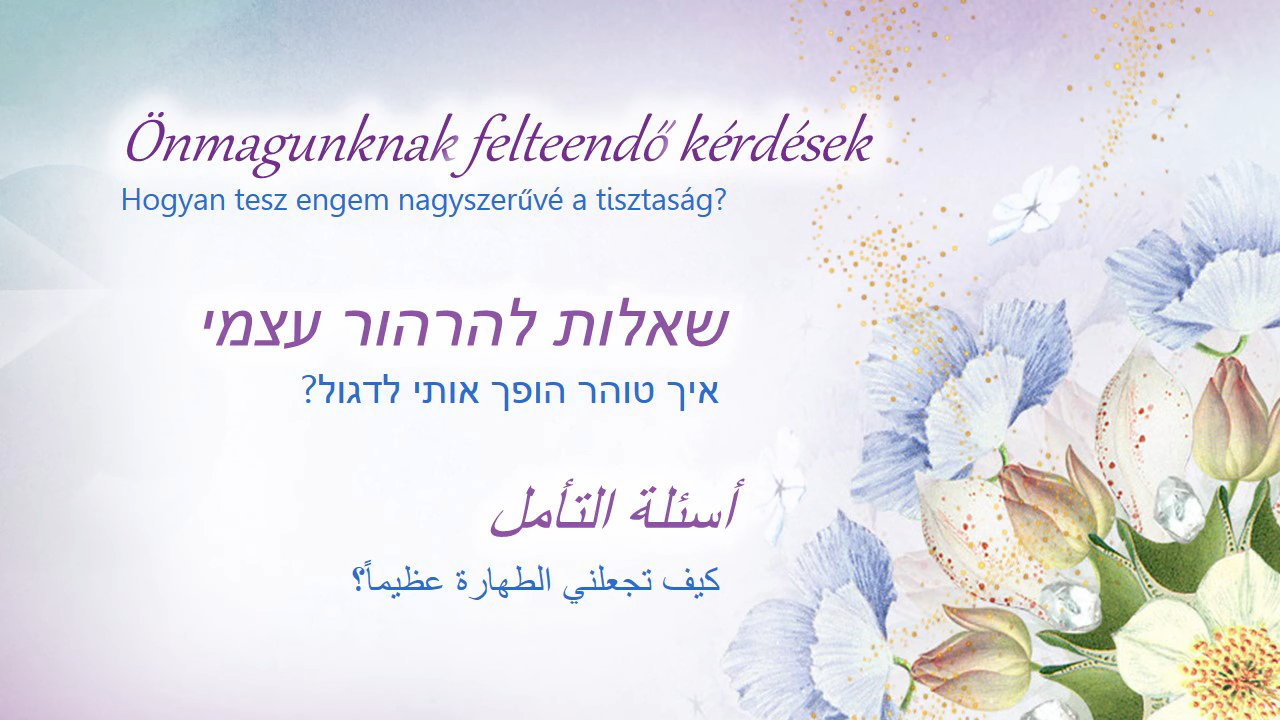 Önmagunknak felteendő kérdések
Hogyan tesz engem nagyszerűvé a tisztaság?
שאלות להרהור עצמי
איך טוהר הופך אותי לדגול?
أسئلة التأمل
كيف تجعلني الطهارة عظيماً؟